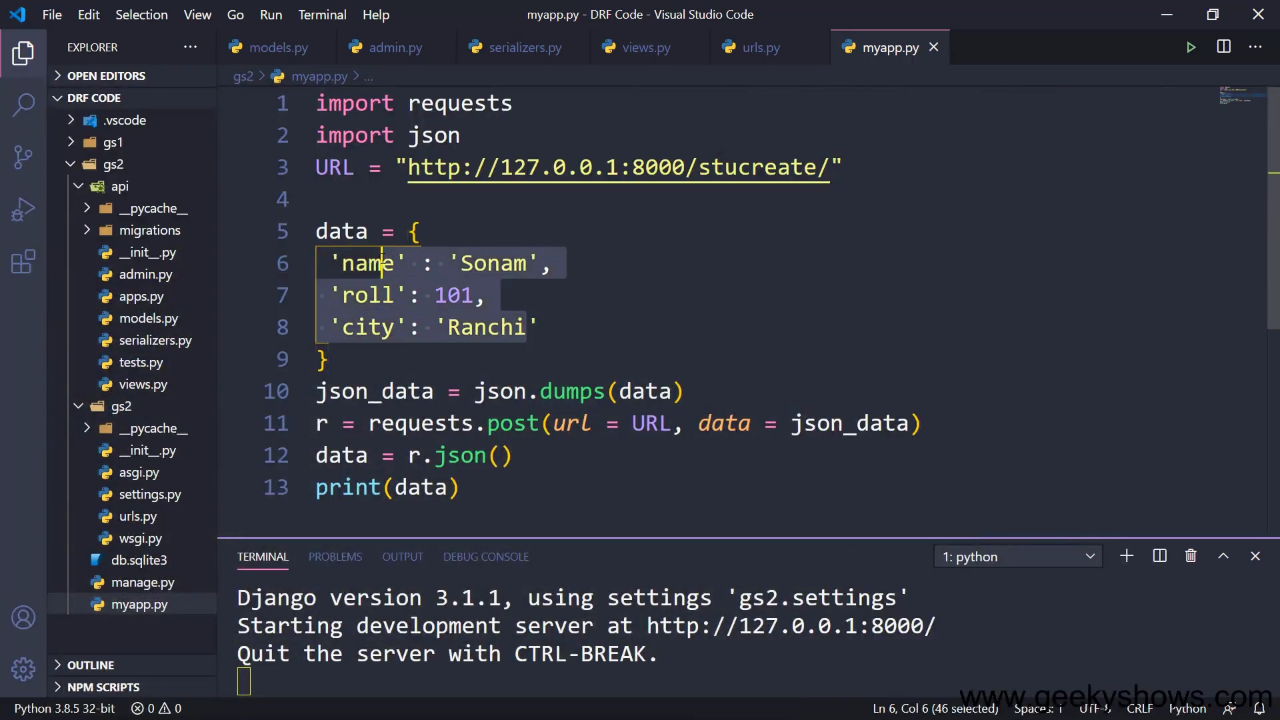 File Edit Selection View Go Run Terminal Help myapp.py - DRF Code - Visual Studio Code
EXPLORER models.py admin.py serializers.py views.py urls.py myapp.py
OPEN EDITORS
gs2 > myapp.py > ...
DRF CODE
.vscode
gs1
gs2
api
__pycache__
migrations
__init__.py
admin.py
apps.py
models.py
serializers.py
tests.py
views.py
gs2
__pycache__
__init__.py
asgi.py
settings.py
urls.py
wsgi.py
db.sqlite3
manage.py
myapp.py
OUTLINE
NPM SCRIPTS
1 import requests
2 import json
3 URL = "http://127.0.0.1:8000/stucreate/"
4
5 data = {
6 'name' : 'Sonam',
7 'roll': 101,
8 'city': 'Ranchi'
9 }
10 json_data = json.dumps(data)
11 r = requests.post(url = URL, data = json_data)
12 data = r.json()
13 print(data)
TERMINAL PROBLEMS OUTPUT DEBUG CONSOLE 1: python
Django version 3.1.1, using settings 'gs2.settings'
Starting development server at http://127.0.0.1:8000/
Quit the server with CTRL-BREAK.
www.geekyshows.com
Python 3.8.5 32-bit 0 0 Ln 6, Col 6 (46 selected) Spaces: 1 UTF-8 CRLF Python